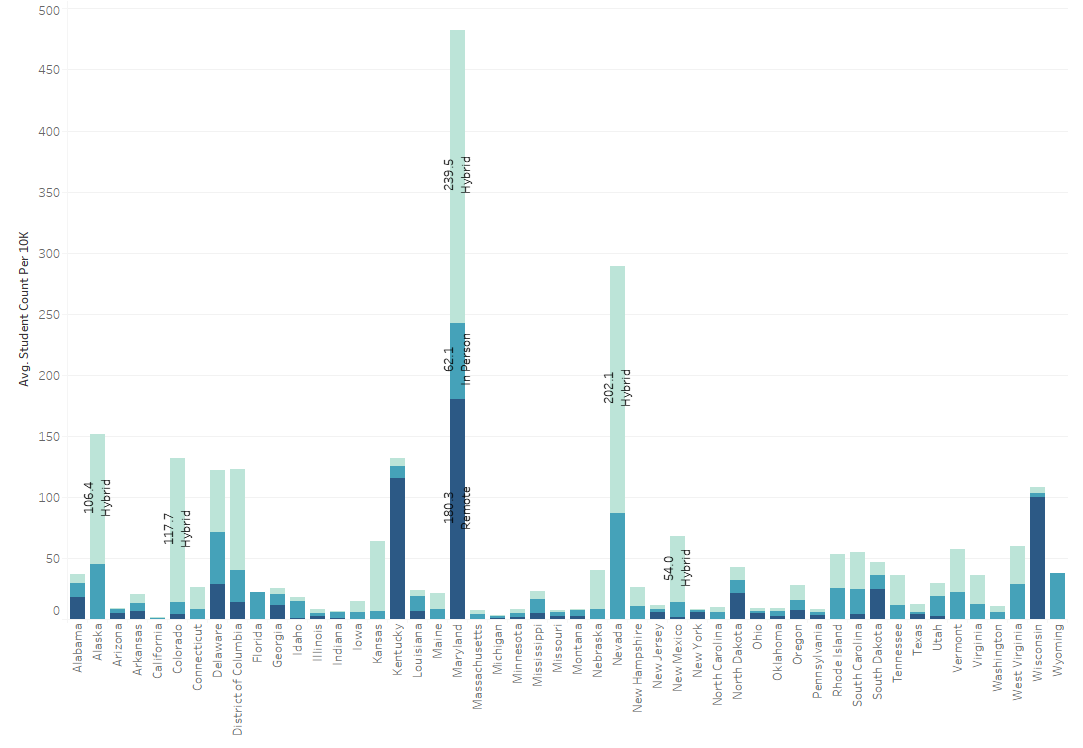 500
450
400
350
300
250
200
150
100
50
0
Avg. Student Count Per 10K
106.4
Hybrid
117.7
Hybrid
239.5
Hybrid
62.1
In Person
180.3
Remote
202.1
Hybrid
54.0
Hybrid
Alabama
Alaska
Arizona
Arkansas
California
Colorado
Connecticut
Delaware
District of Columbia
Florida
Georgia
Idaho
Illinois
Indiana
Iowa
Kansas
Kentucky
Louisiana
Maine
Maryland
Massachusetts
Michigan
Minnesota
Mississippi
Missouri
Montana
Nebraska
Nevada
New Hampshire
New Jersey
New Mexico
New York
North Carolina
North Dakota
Ohio
Oklahoma
Oregon
Pennsylvania
Rhode Island
South Carolina
South Dakota
Tennessee
Texas
Utah
Vermont
Virginia
Washington
West Virginia
Wisconsin
Wyoming